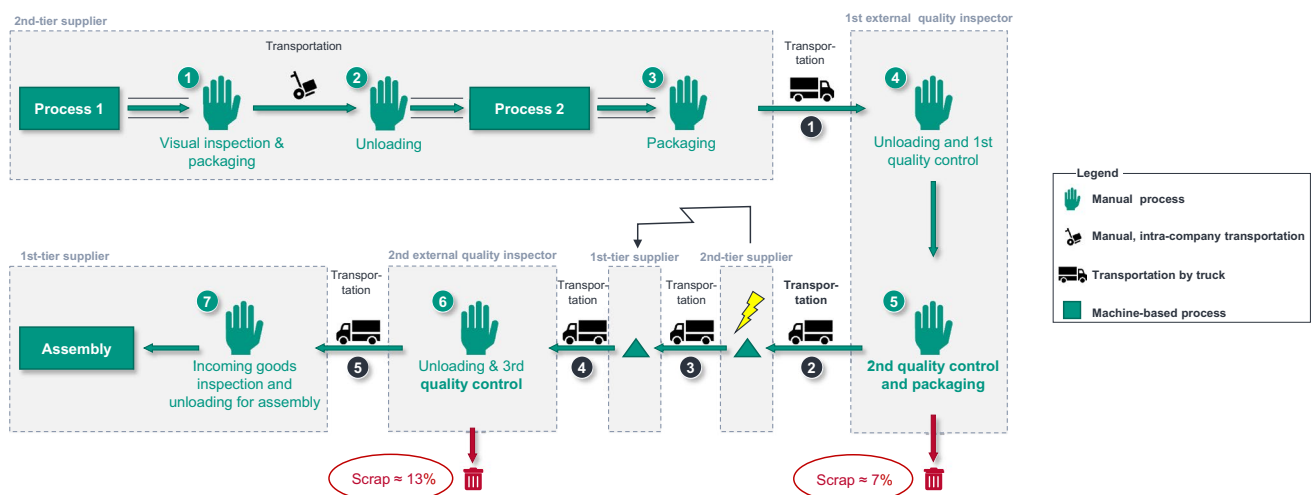 2nd-tier supplier
1st external quality inspector
Transportation
Transpor-
tation
1
2
3
4
Process 1
Process 2
Visual inspection &
packaging
Unloading
Packaging
1
Unloading and 1st
quality control
Legend
Manual process
Manual, intra-company transportation
Transportation by truck
Machine-based process
1st-tier supplier
2nd external quality inspector
1st-tier supplier
2nd-tier supplier
Transpor-
tation
Transpor-
tation
Transpor-
tation
Transpor-
tation
7
6
5
Assembly
Incoming goods
inspection and
unloading for assembly
5
Unloading & 3rd
quality control
4
3
2
2nd quality control
and packaging
Scrap ≈ 13%
Scrap ≈ 7%